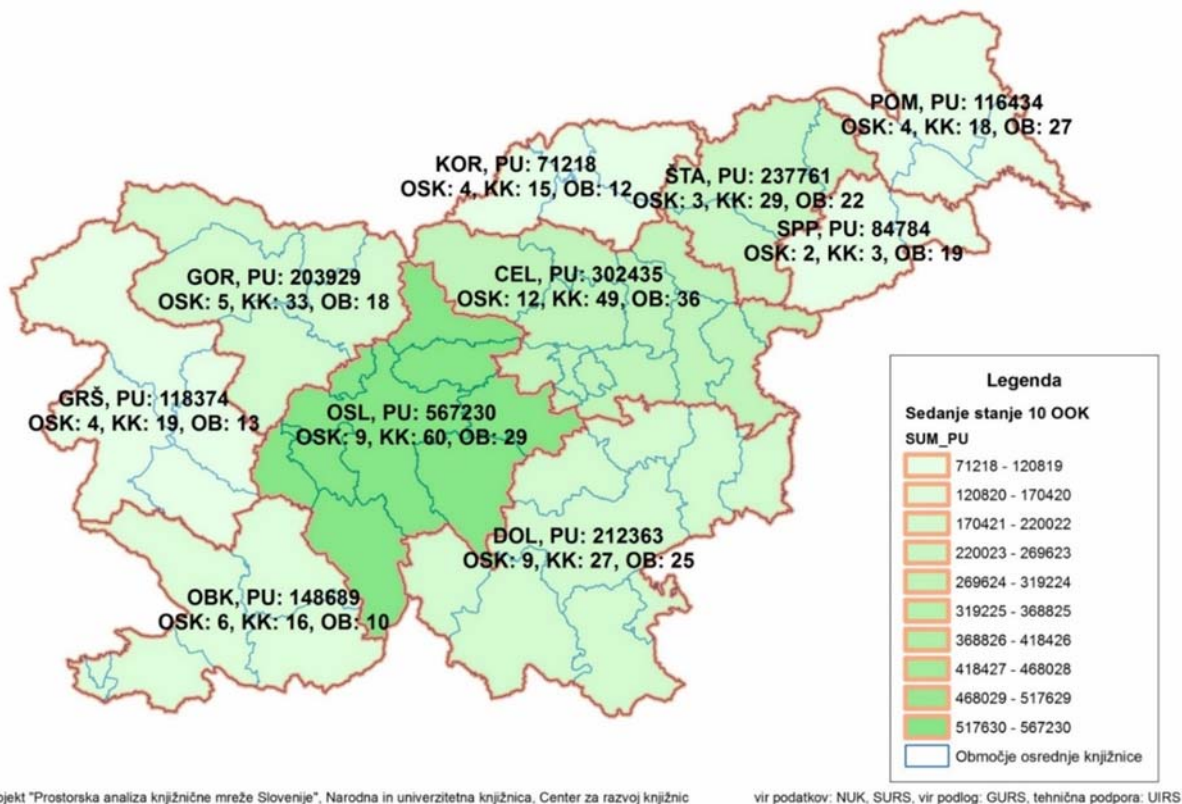 POM, PU: 116434
OSK: 4, KK: 18, OB: 27
KOR, PU: 71218
OSK: 4, KK: 15, OB: 12
ŠTA, PU: 237761
OSK: 3, KK: 29, OB: 22
SPP, PU: 84784
OSK: 2, KK: 3, OB: 19
GOR, PU: 203929
OSK: 5, KK: 33, OB: 18
CEL, PU: 302435
OSK: 12, KK: 49, OB: 36
GRŠ, PU: 118374
OSK: 4, KK: 19, OB: 13
OSL, PU: 567230
OSK: 9, KK: 60, OB: 29
DOL, PU: 212363
OSK: 9, KK: 27, OB: 25
OBK, PU: 148689
OSK: 6, KK: 16, OB: 10
Legenda
Sedanje stanje 10 OOK
SUM_PU
71218 - 120819
120820 - 170420
170421 - 220022
220023 - 269623
269624 - 319224
319225 - 368825
368826 - 418426
418427 - 468028
468029 - 517629
517630 - 567230
Območje osrednje knjižnice
ojekt "Prostorska analiza knjižnične mreže Slovenije", Narodna in univerzitetna knjižnica, Center za razvoj knjižnic
vir podatkov: NUK, SURS, vir podlog: GURS, tehnična podpora: UIRS